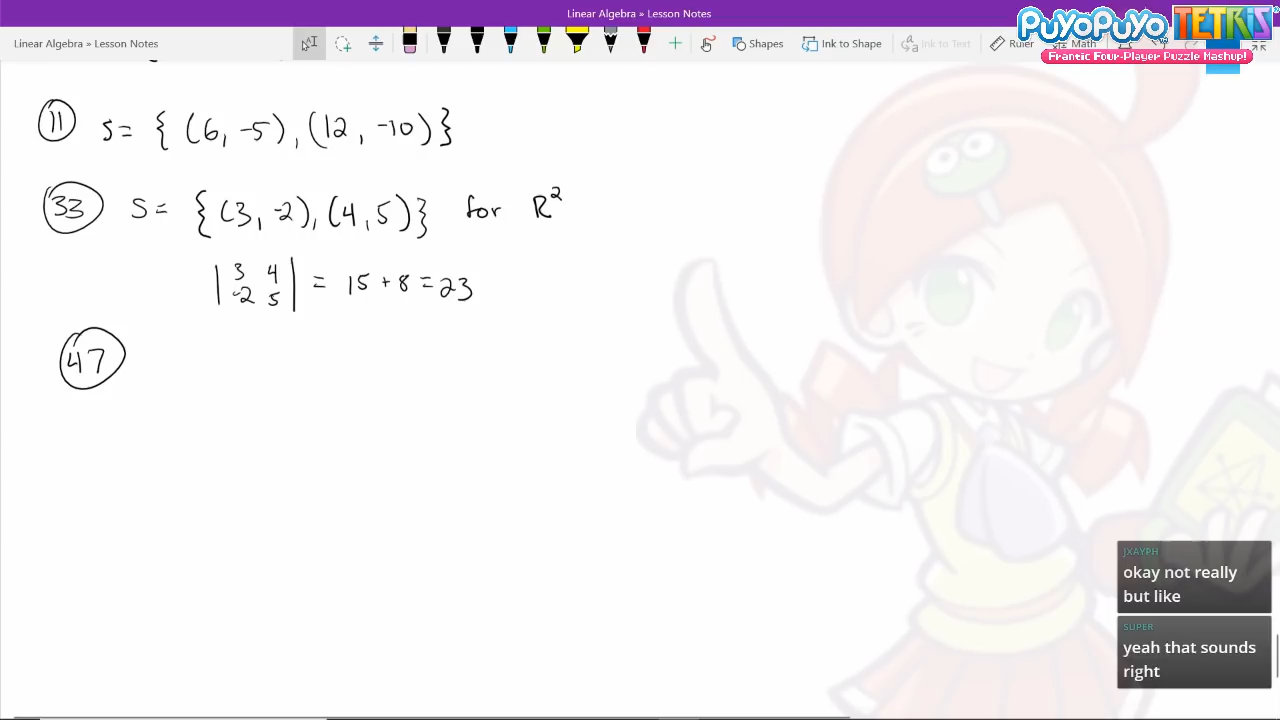 Linear Algebra » Lesson Notes
PUYOPUYO TETRIS
Frantic Four-Player Puzzle Mashup!
Linear Algebra » Lesson Notes
Shapes Ink to Shape Ink to Text Ruler Math
11 S = { (6, -5), (12, -10) }
33 S = { (3, -2), (4, 5) } for R²
| 3 4 | = 15 + 8 = 23
| -2 5 |
47
JXAYPH
okay not really
but like
SUPER
yeah that sounds
right